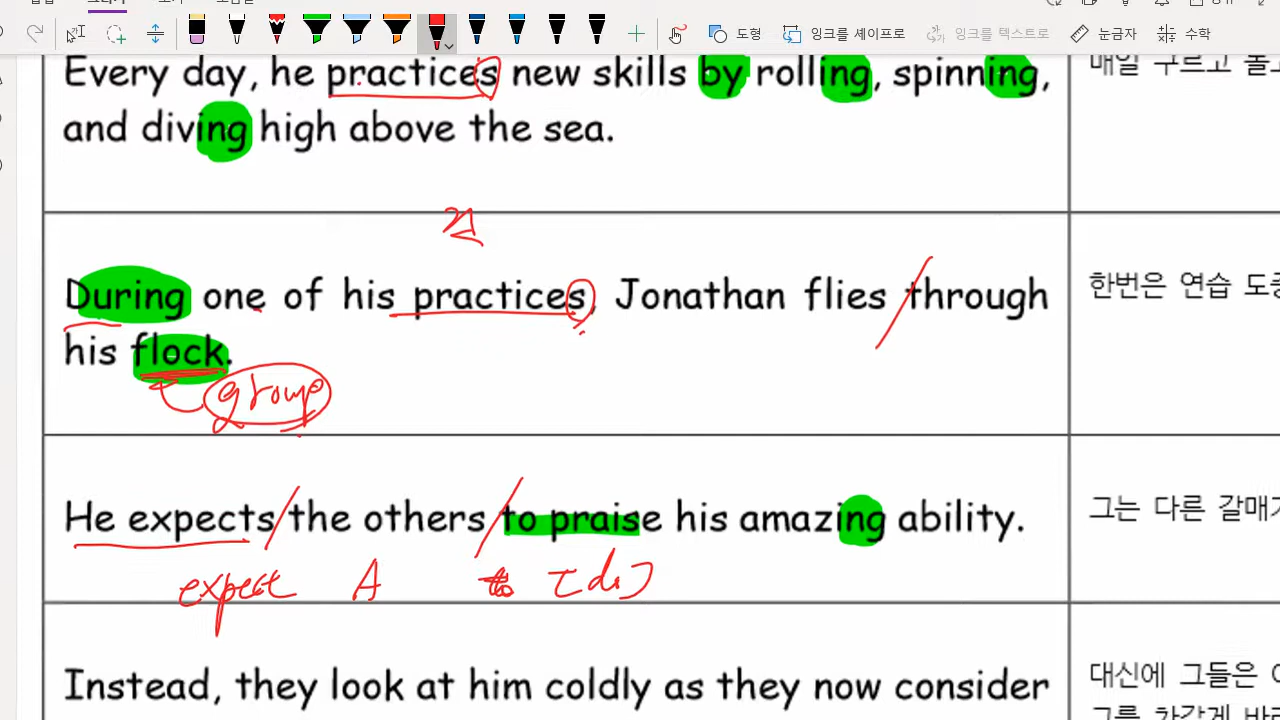 도형
잉크를 셰이프로
잉크를 텍스트로
눈금자
수학
Every day, he practices new skills by rolling, spinning,
and diving high above the sea.
매일 구르고 돌고
During one of his practices, Jonathan flies through
his flock.
한번은 연습 도중
group
He expects the others to praise his amazing ability.
그는 다른 갈매기
expect A to
Instead, they look at him coldly as they now consider
대신에 그들은
그를 차갑게